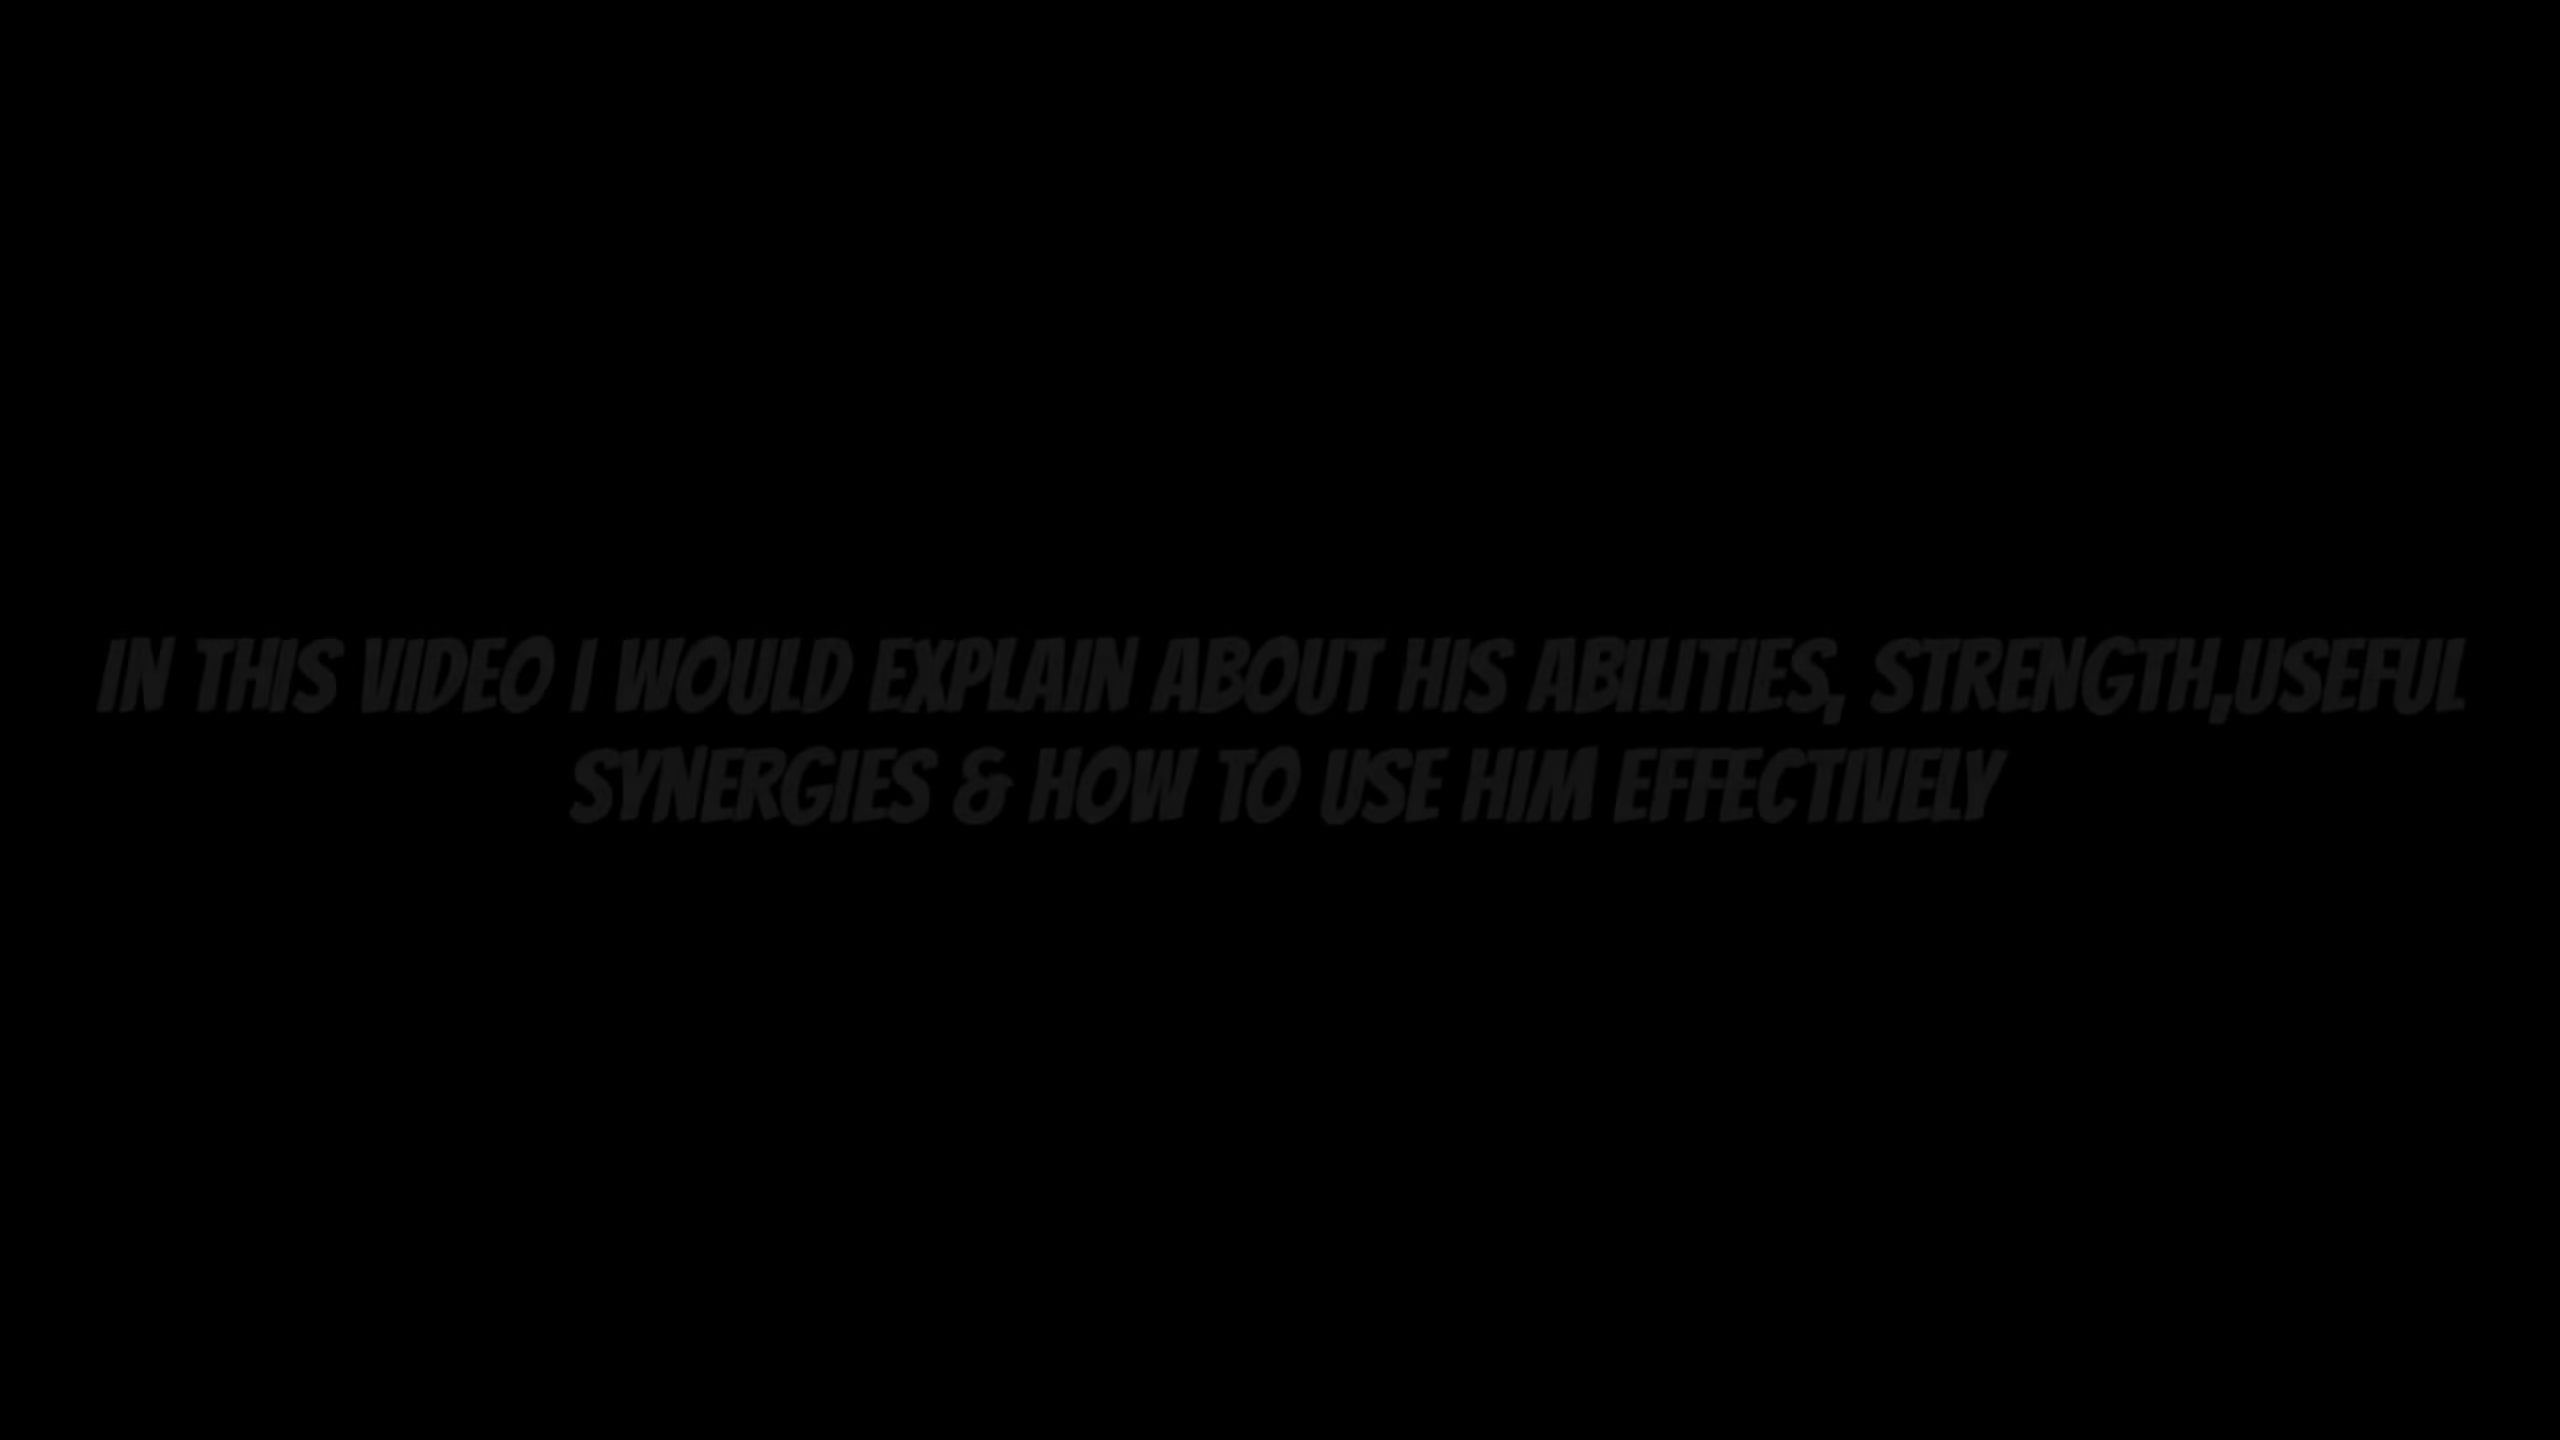 IN THIS VIDEO I WOULD EXPLAIN ABOUT HIS ABILITIES, STRENGTH,USEFUL
SYNERGIES & HOW TO USE HIM EFFECTIVELY